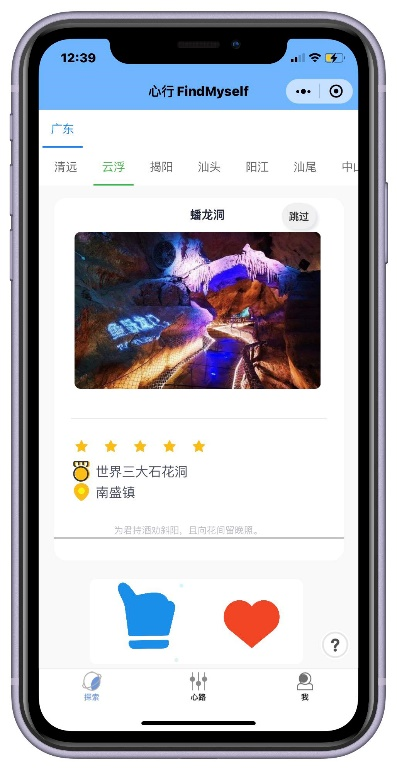 12:39
心行 FindMyself
广东
清远 云浮 揭阳 汕头 阳江 汕尾
蟠龙洞
跳过
世界三大石花洞
南盛镇
为君持酒劝斜阳，且向花间留晚照。
?
探索 心路 我